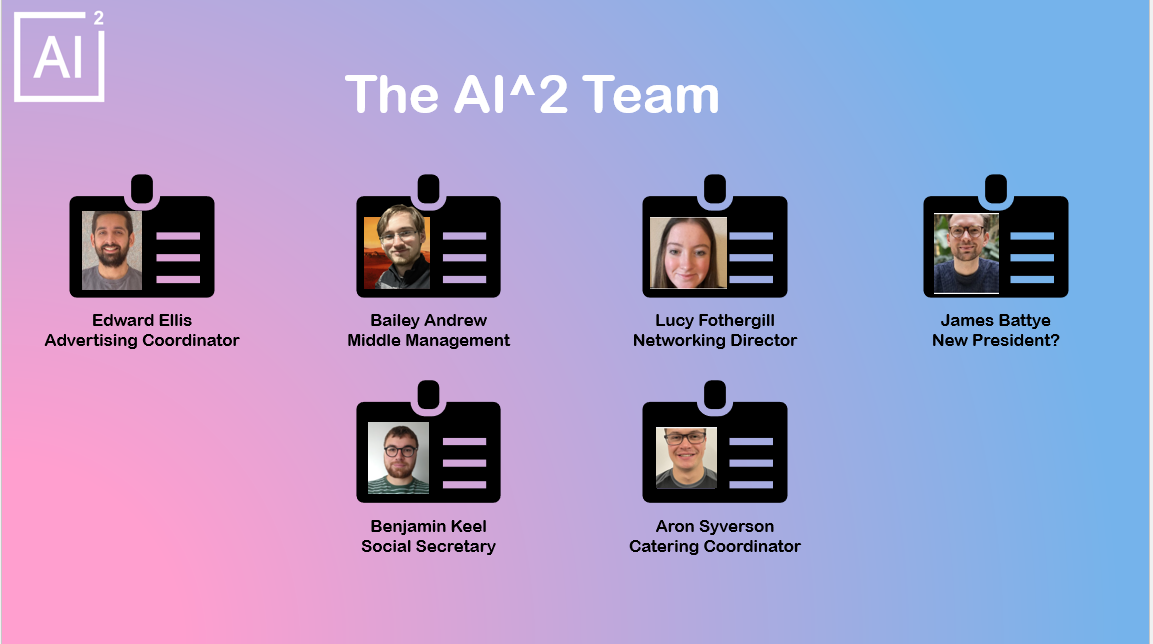 AI 2
The AI^2 Team
Edward Ellis
Advertising Coordinator
Bailey Andrew
Middle Management
Lucy Fothergill
Networking Director
James Battye
New President?
Benjamin Keel
Social Secretary
Aron Syverson
Catering Coordinator